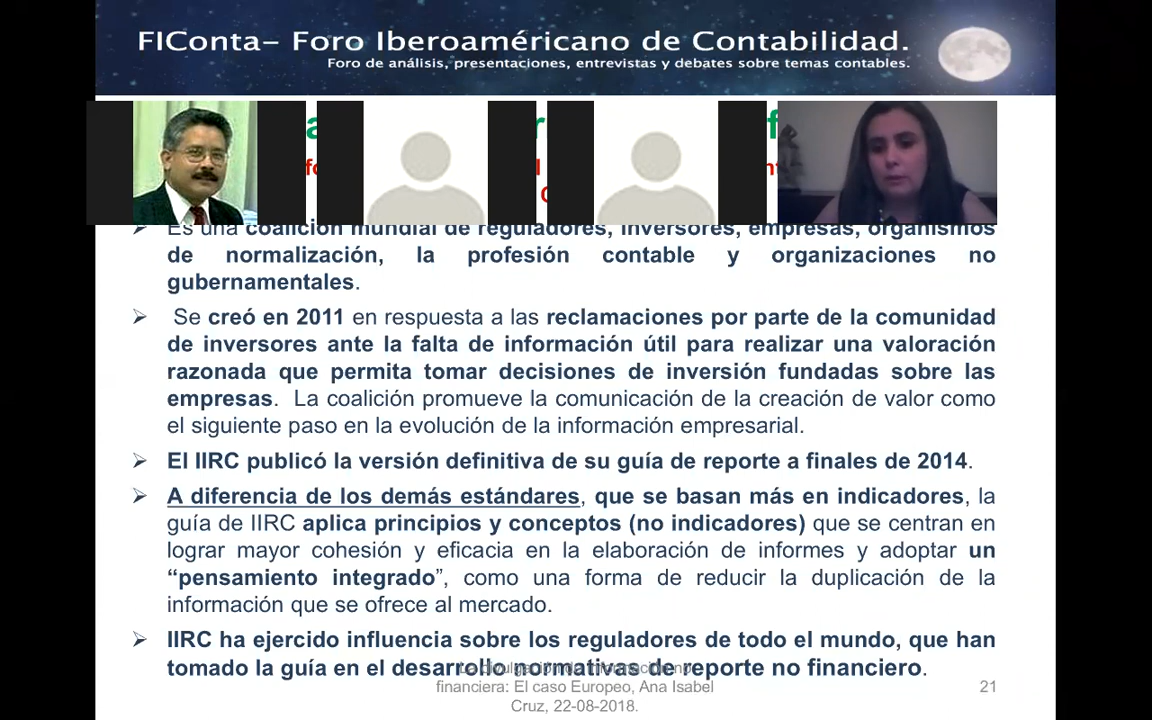 FIConta– Foro Iberoaméricano de Contabilidad.
Foro de análisis, presentaciones, entrevistas y debates sobre temas contables.
Es una coalición mundial de reguladores, inversores, empresas, organismos
de normalización, la profesión contable y organizaciones no
gubernamentales.
Se creó en 2011 en respuesta a las reclamaciones por parte de la comunidad
de inversores ante la falta de información útil para realizar una valoración
razonada que permita tomar decisiones de inversión fundadas sobre las
empresas. La coalición promueve la comunicación de la creación de valor como
el siguiente paso en la evolución de la información empresarial.
El IIRC publicó la versión definitiva de su guía de reporte a finales de 2014.
A diferencia de los demás estándares, que se basan más en indicadores, la
guía de IIRC aplica principios y conceptos (no indicadores) que se centran en
lograr mayor cohesión y eficacia en la elaboración de informes y adoptar un
“pensamiento integrado”, como una forma de reducir la duplicación de la
información que se ofrece al mercado.
IIRC ha ejercido influencia sobre los reguladores de todo el mundo, que han
tomado la guía en el desarrollo normativas de reporte no financiero.
La divulgación de información no
financiera: El caso Europeo, Ana Isabel
Cruz, 22-08-2018.
21